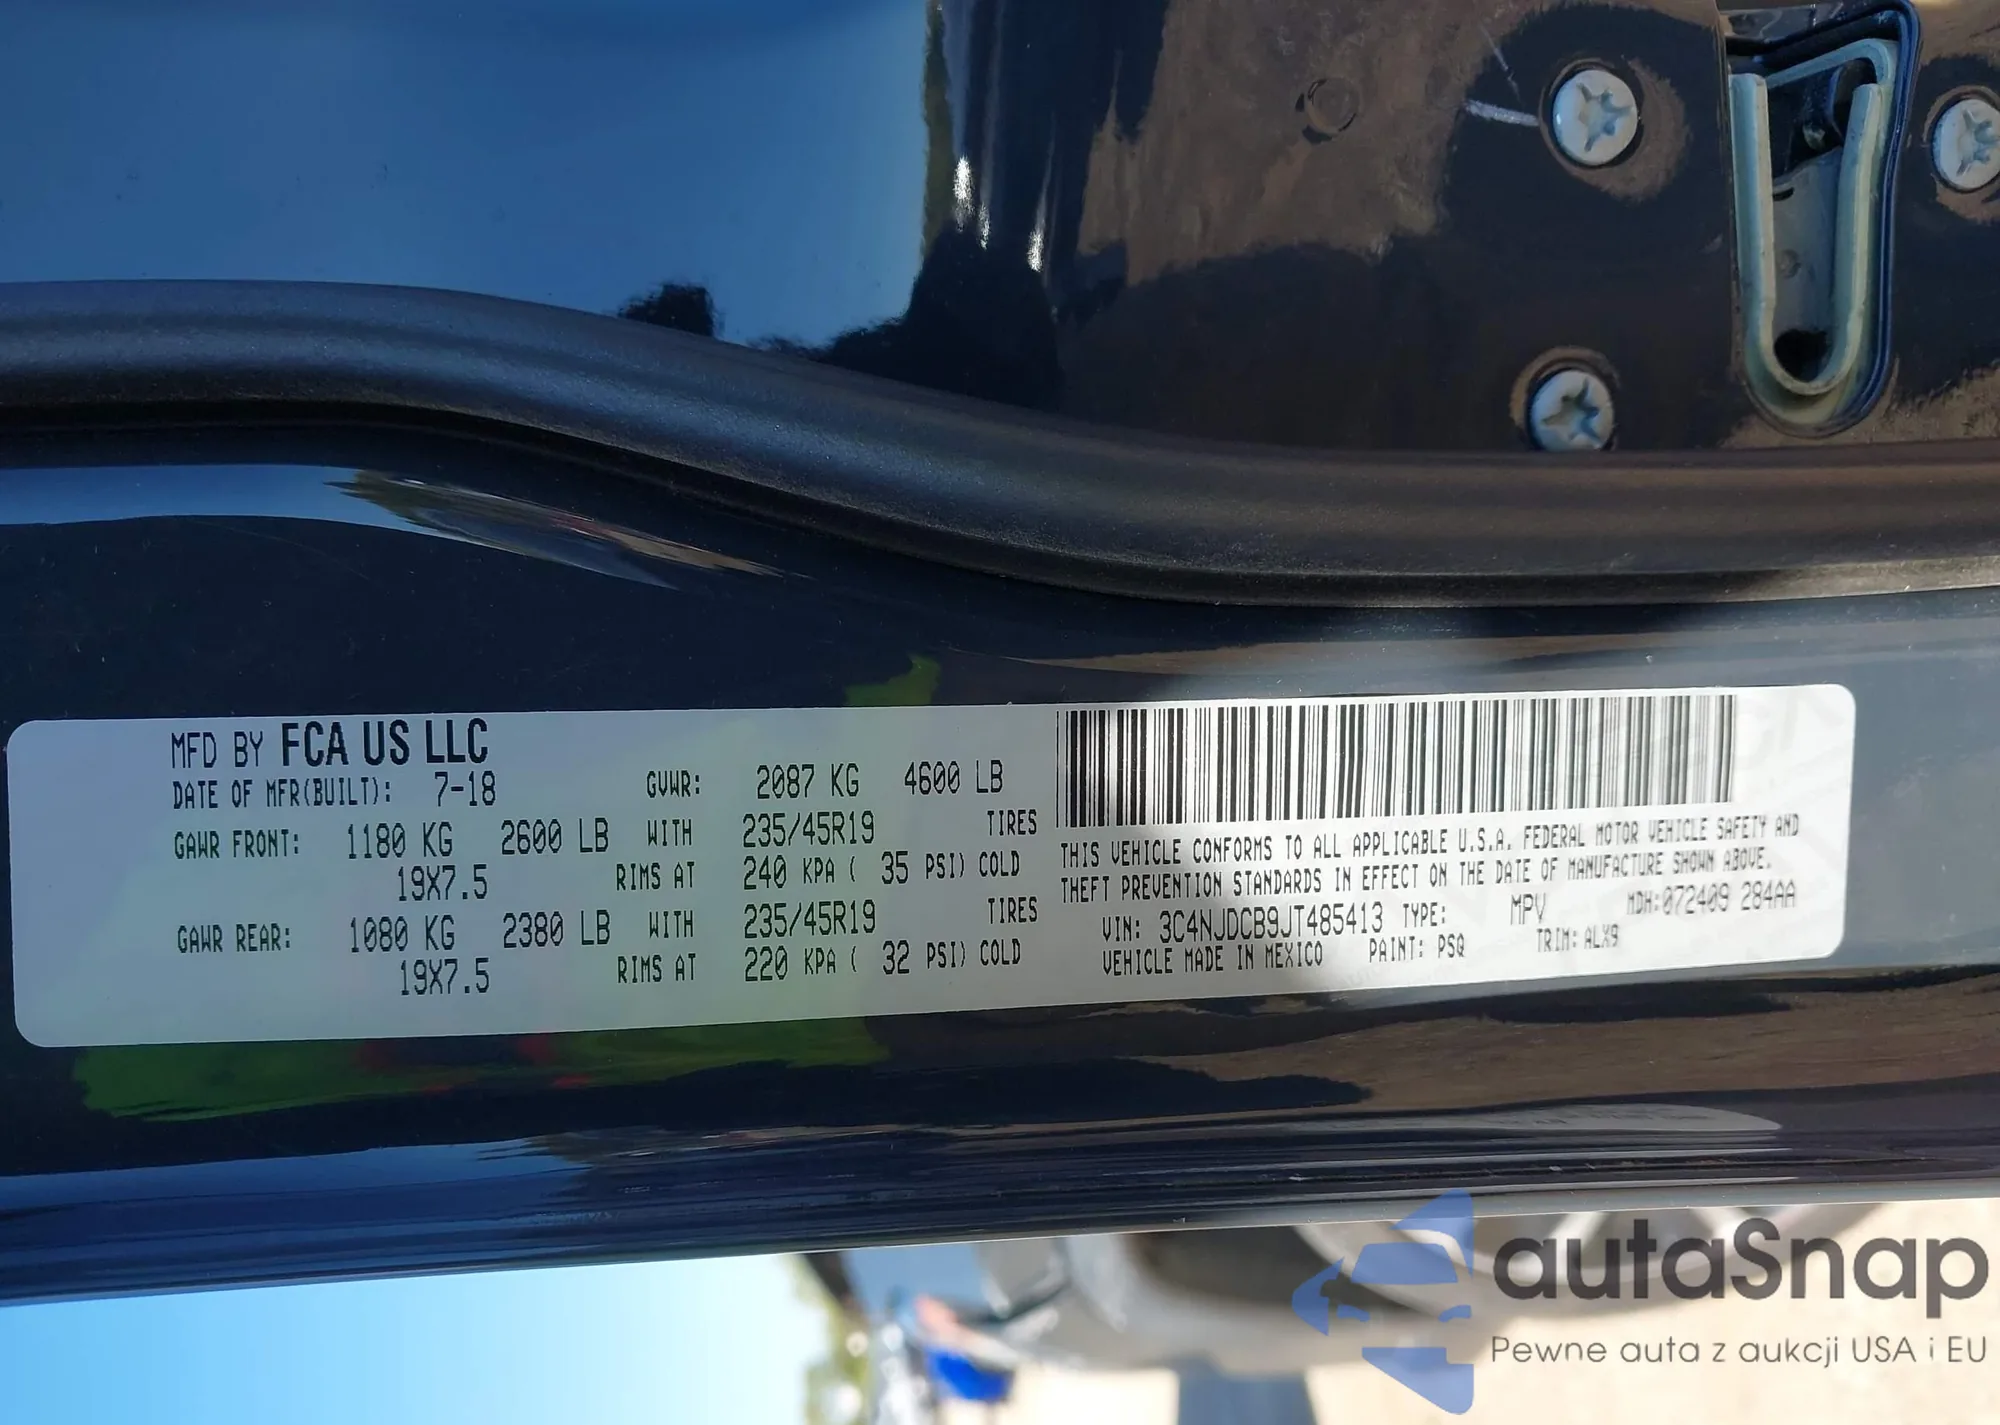 MFD BY FCA US LLC
DATE OF MFR(BUILT): 7-18 GVWR: 2087 KG 4600 LB
GAWR FRONT: 1180 KG 2600 LB WITH 235/45R19 TIRES
19X7.5 RIMS AT 240 KPA ( 35 PSI) COLD
GAWR REAR: 1080 KG 2380 LB WITH 235/45R19 TIRES
19X7.5 RIMS AT 220 KPA ( 32 PSI) COLD
THIS VEHICLE CONFORMS TO ALL APPLICABLE U.S.A. FEDERAL MOTOR VEHICLE SAFETY AND
THEFT PREVENTION STANDARDS IN EFFECT ON THE DATE OF MANUFACTURE SHOWN ABOVE.
VIN: 3C4NJDCB9JT485413 TYPE: MPV MDH:072409 284AA
VEHICLE MADE IN MEXICO PAINT: PSQ TRIM: ALX9
autaSnap
Pewne auta z aukcji USA i EU